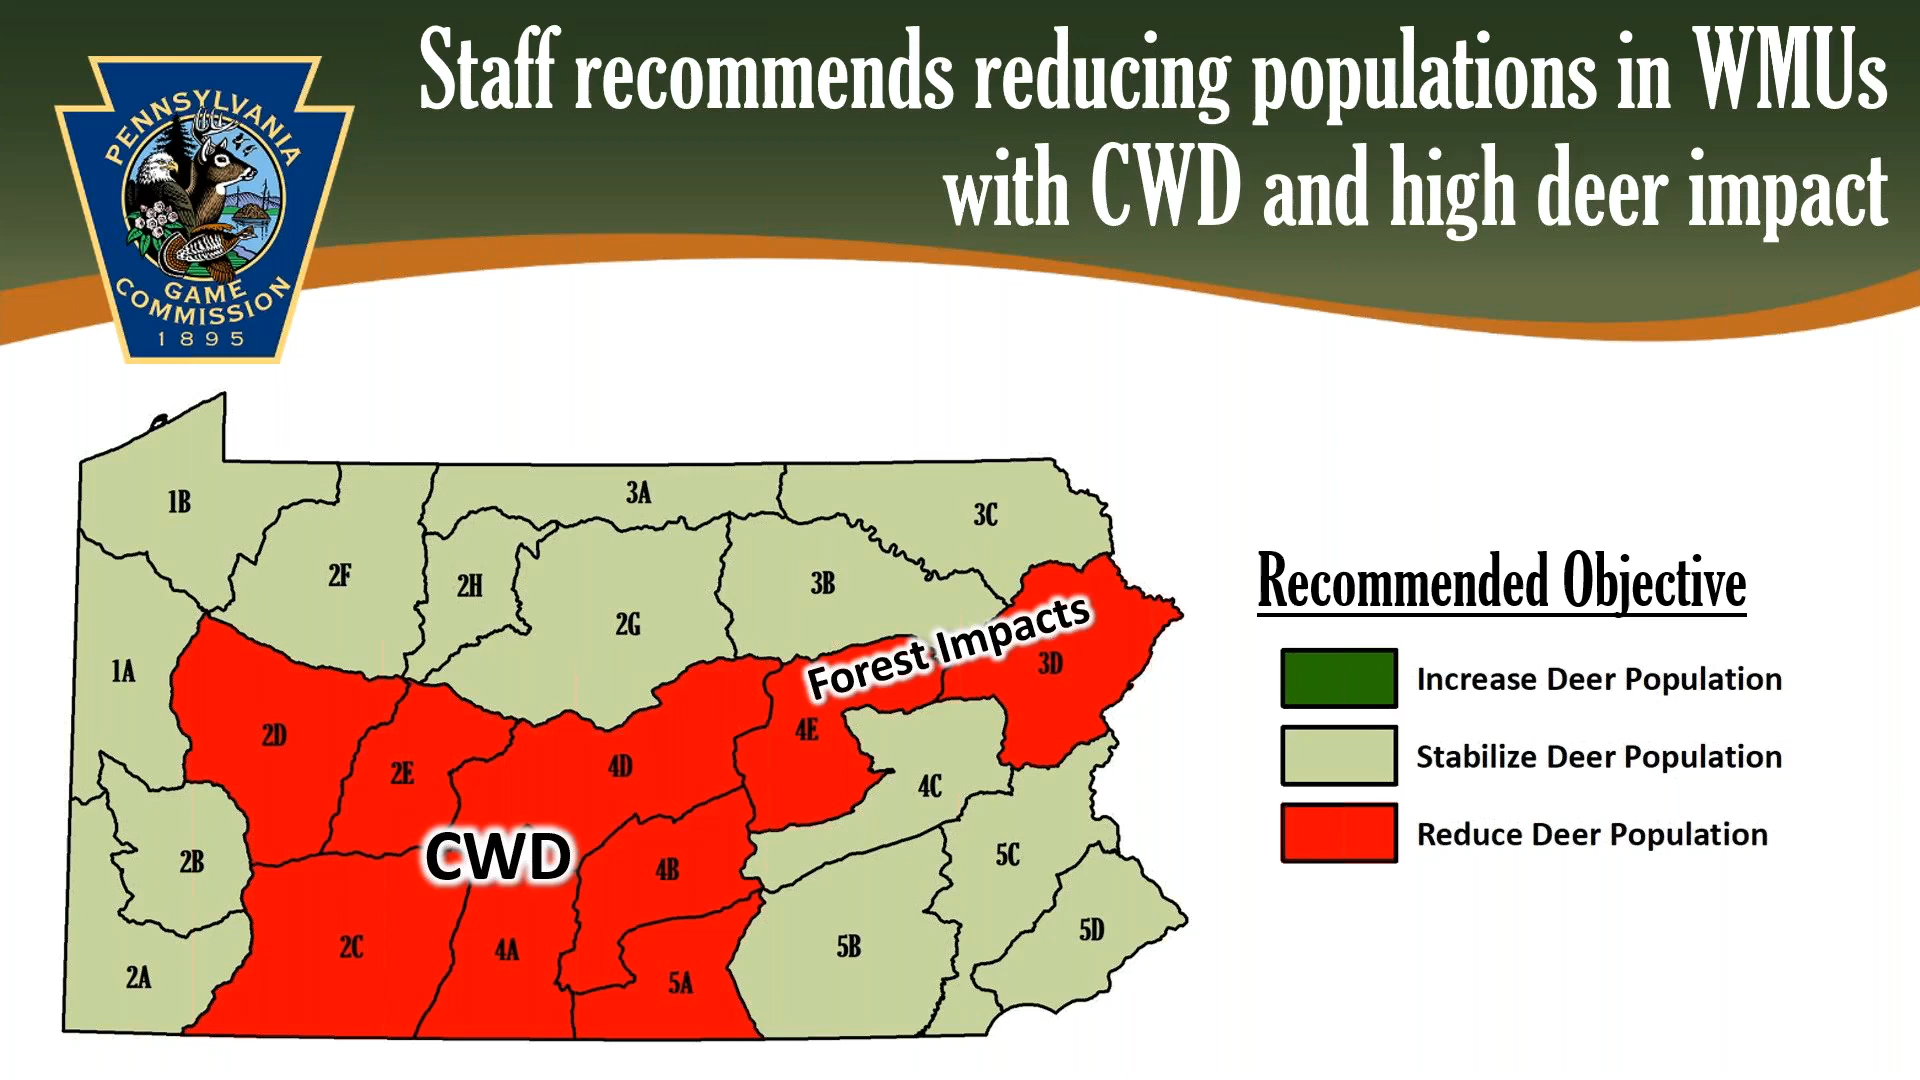 Staff recommends reducing populations in WMUs
with CWD and high deer impact
PENNSYLVANIA
GAME
COMMISSION
1895
1B
3A
3C
2F
2H
3B
2G
Forest Impacts
1A
3D
2D
4E
2E
4D
4C
CWD
2B
4B
5C
2C
4A
5B
5D
2A
5A
Recommended Objective
Increase Deer Population
Stabilize Deer Population
Reduce Deer Population